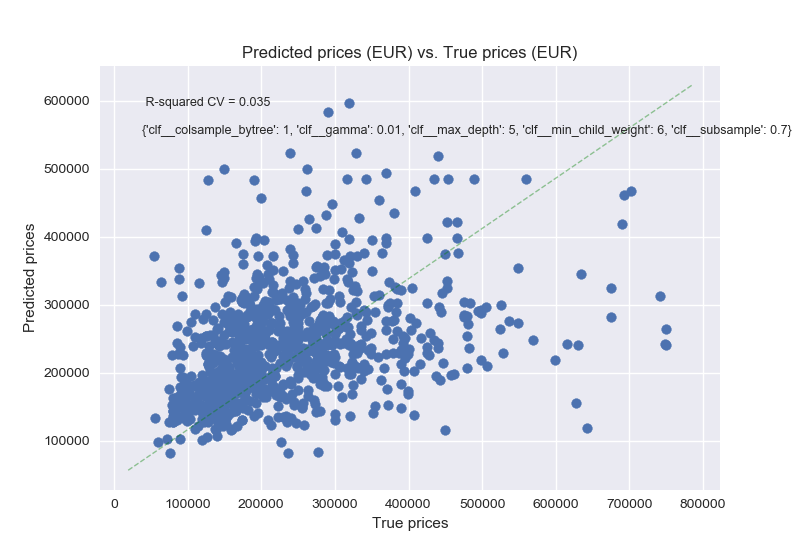 Predicted prices (EUR) vs. True prices (EUR)
R-squared CV = 0.035
{'clf__colsample_bytree': 1, 'clf__gamma': 0.01, 'clf__max_depth': 5, 'clf__min_child_weight': 6, 'clf__subsample': 0.7}
Predicted prices
600000
500000
400000
300000
200000
100000
0 100000 200000 300000 400000 500000 600000 700000 800000
True prices